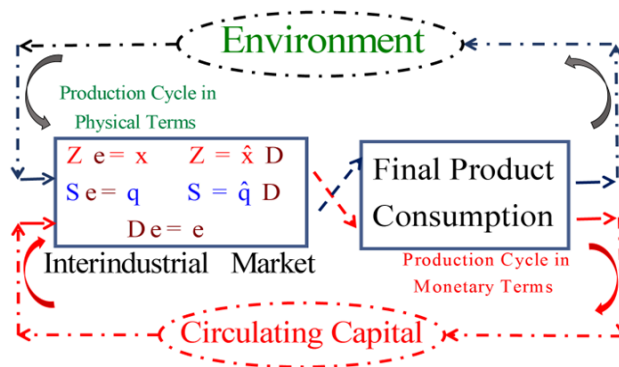 Environment
Production Cycle in
Physical Terms
Z e = x Z = x̂ D
S e = q S = q̂ D
D e = e
Interindustrial Market
Final Product
Consumption
Production Cycle in
Monetary Terms
Circulating Capital